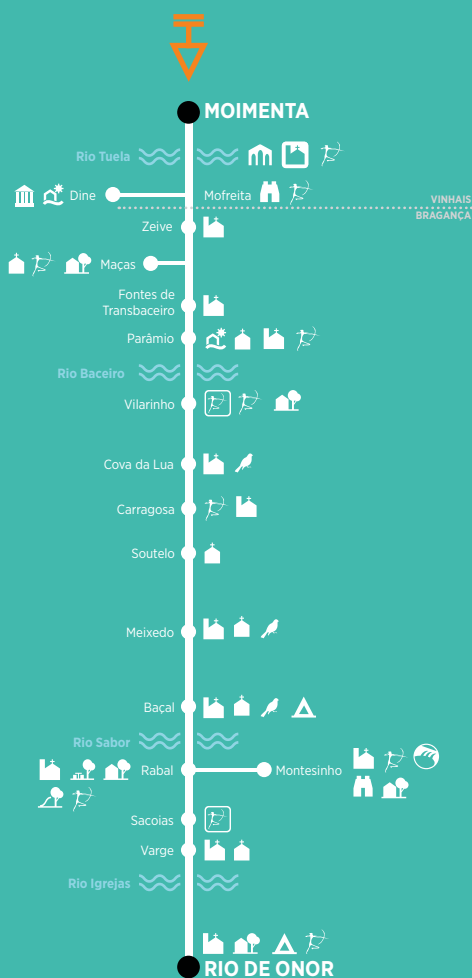 MOIMENTA
Rio Tuela
Dine
Mofreita
VINHAIS
BRAGANÇA
Zeive
Maças
Fontes de
Transbaceiro
Parâmio
Rio Baceiro
Vilarinho
Cova da Lua
Carragosa
Soutelo
Meixedo
Baçal
Rio Sabor
Rabal
Montesinho
Sacoias
Varge
Rio Igrejas
RIO DE ONOR